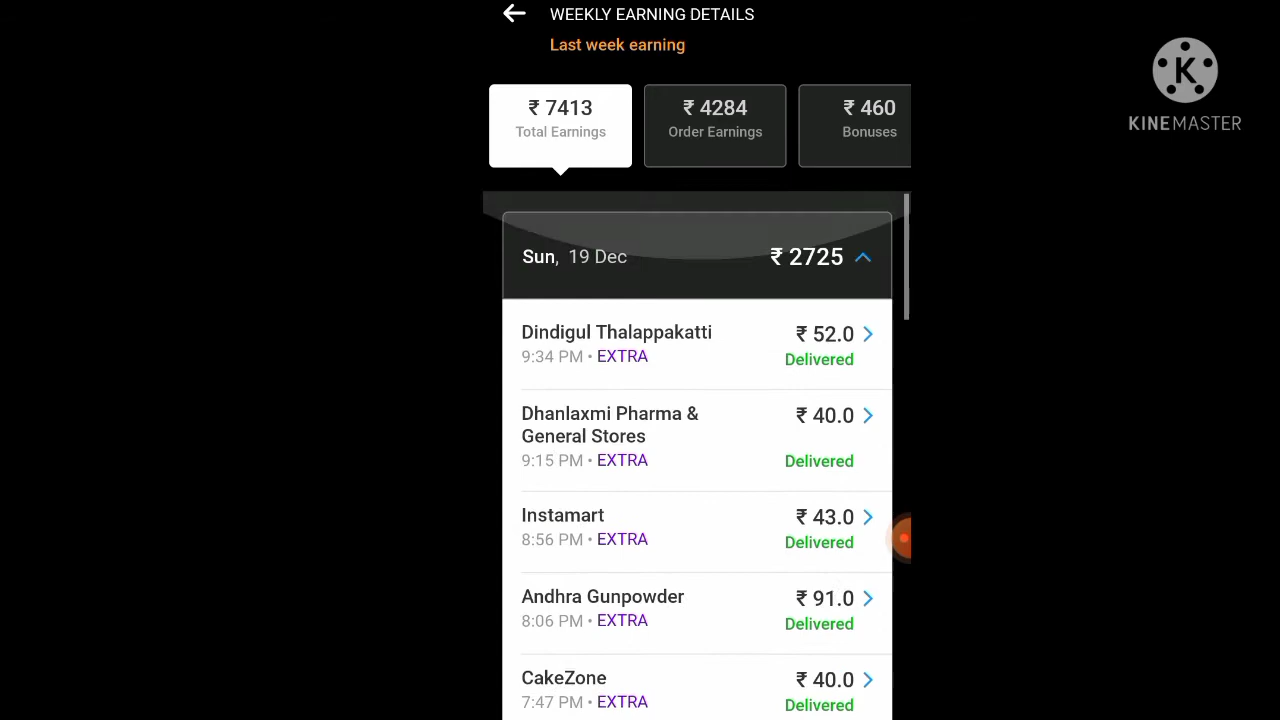 WEEKLY EARNING DETAILS
Last week earning
₹ 7413
Total Earnings
₹ 4284
Order Earnings
₹ 460
Bonuses
K
KINEMASTER
Sun, 19 Dec ₹ 2725
Dindigul Thalappakatti ₹ 52.0
9:34 PM • EXTRA Delivered
Dhanlaxmi Pharma & ₹ 40.0
General Stores
9:15 PM • EXTRA Delivered
Instamart ₹ 43.0
8:56 PM • EXTRA Delivered
Andhra Gunpowder ₹ 91.0
8:06 PM • EXTRA Delivered
CakeZone ₹ 40.0
7:47 PM • EXTRA Delivered